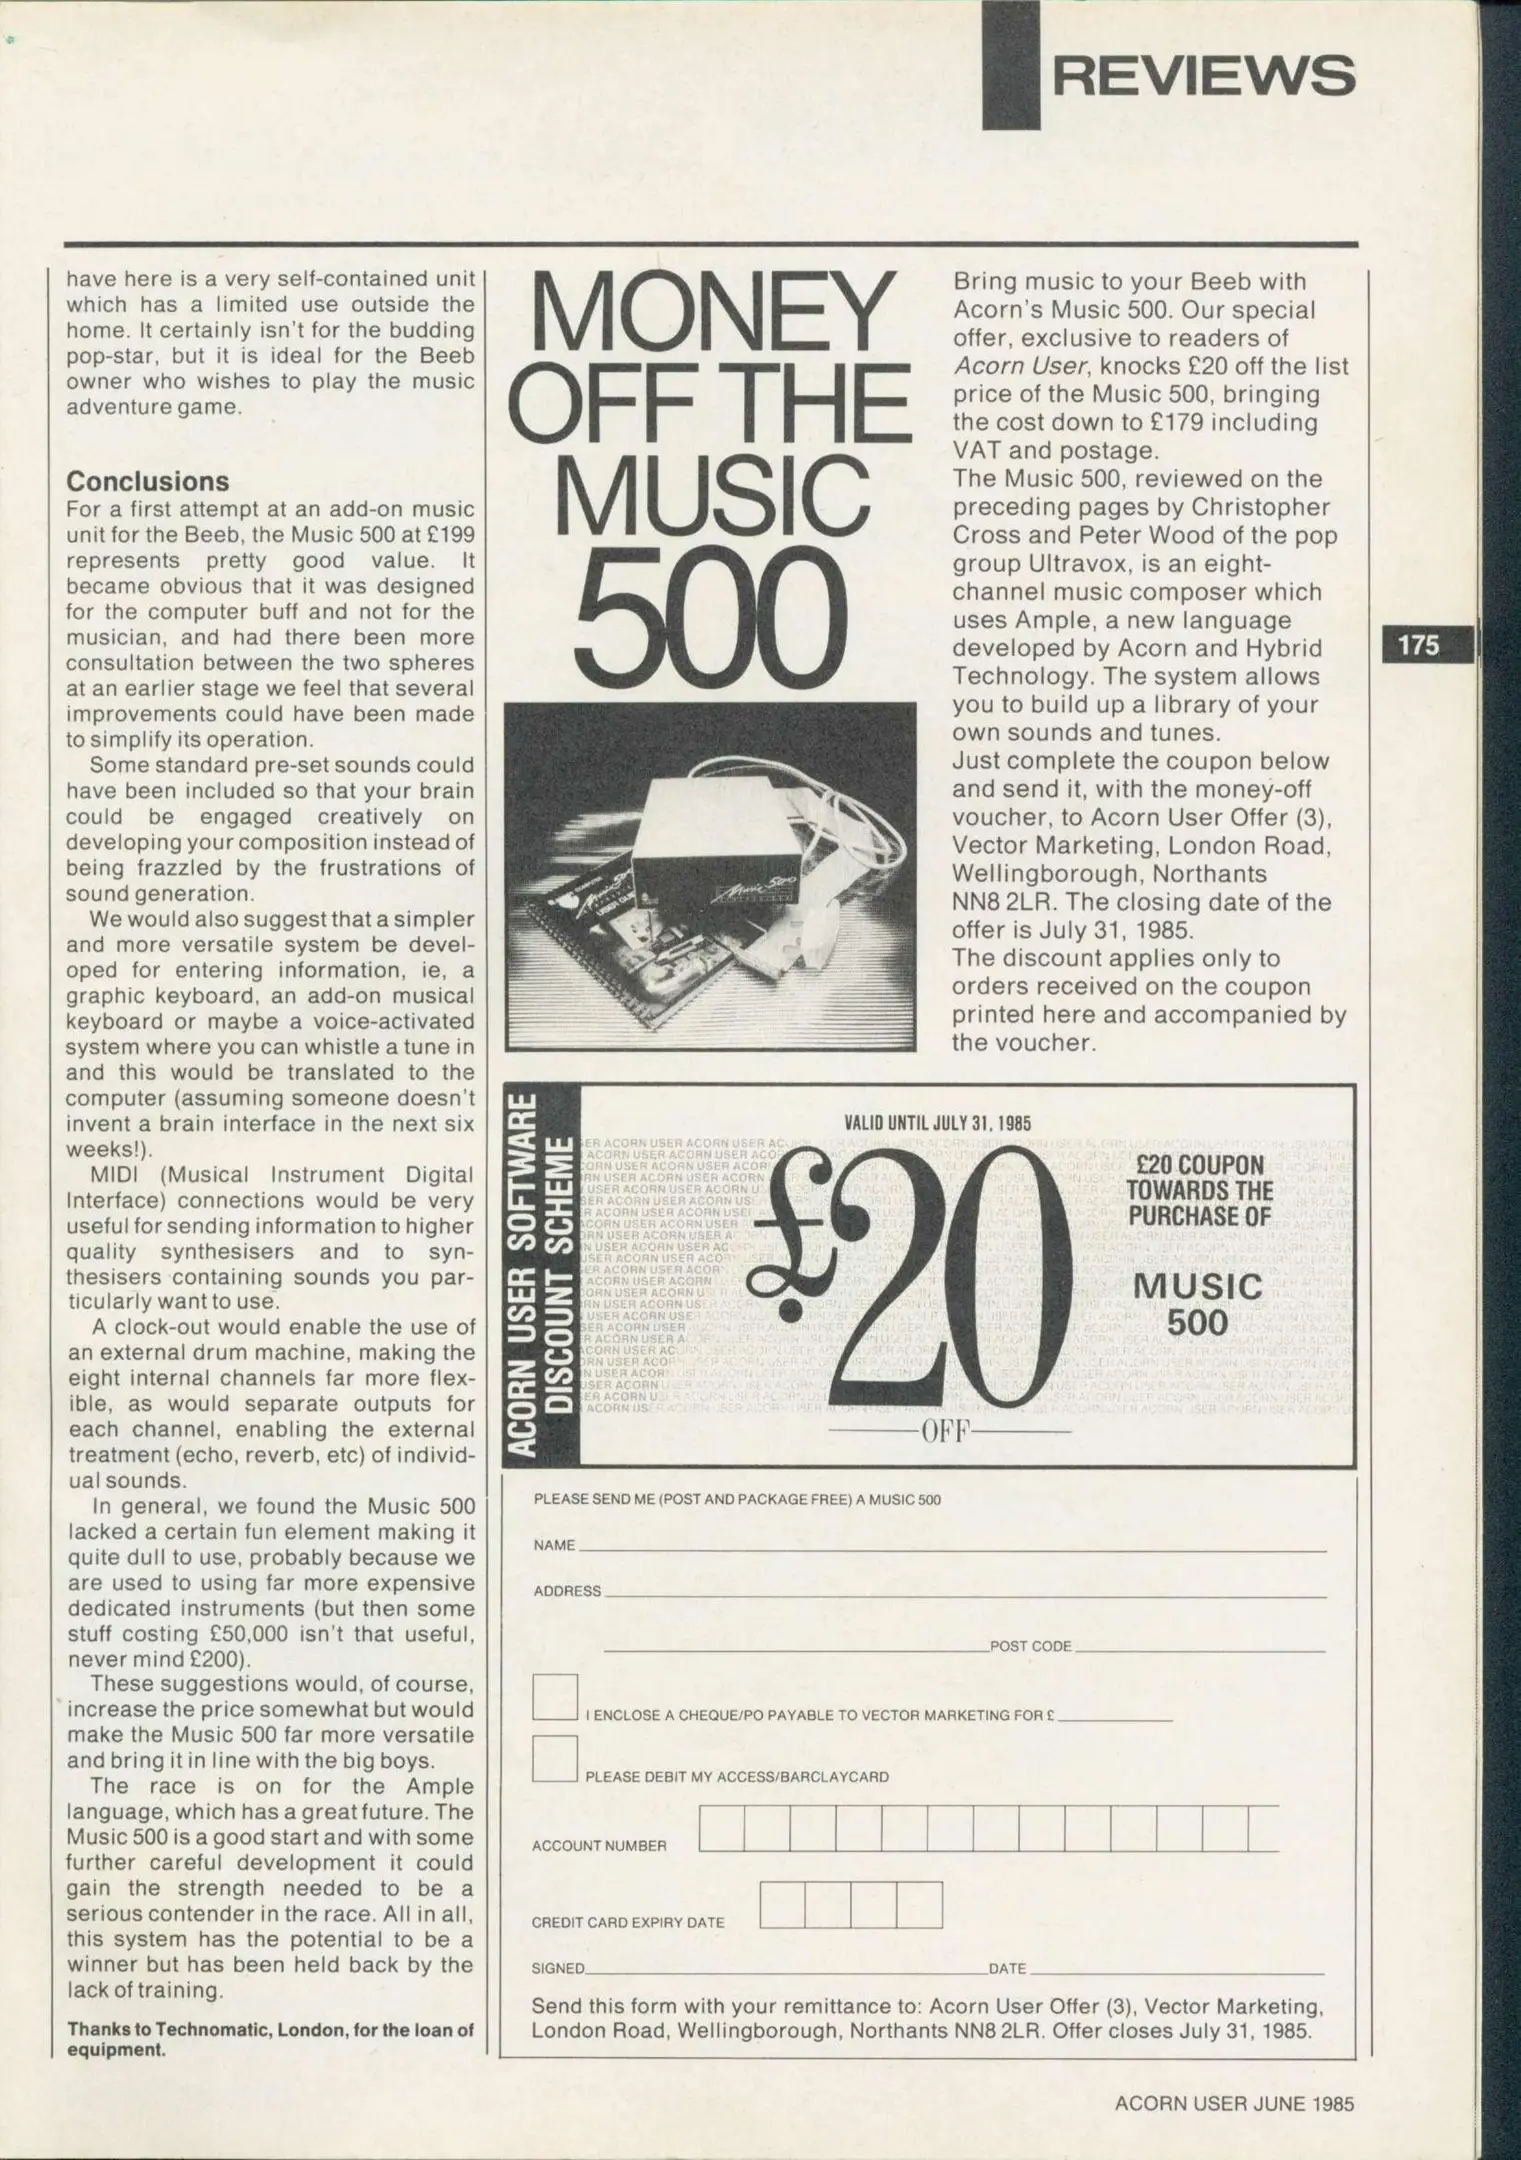 REVIEWS
have here is a very self-contained unit
which has a limited use outside the
home. It certainly isn't for the budding
pop-star, but it is ideal for the Beeb
owner who wishes to play the music
adventure game.
Conclusions
For a first attempt at an add-on music
unit for the Beeb, the Music 500 at £199
represents pretty good value. It
became obvious that it was designed
for the computer buff and not for the
musician, and had there been more
consultation between the two spheres
at an earlier stage we feel that several
improvements could have been made
to simplify its operation.
Some standard pre-set sounds could
have been included so that your brain
could be engaged creatively on
developing your composition instead of
being frazzled by the frustrations of
sound generation.
We would also suggest that a simpler
and more versatile system be devel-
oped for entering information, ie, a
graphic keyboard, an add-on musical
keyboard or maybe a voice-activated
system where you can whistle a tune in
and this would be translated to the
computer (assuming someone doesn't
invent a brain interface in the next six
weeks!).
MIDI (Musical Instrument Digital
Interface) connections would be very
useful for sending information to higher
quality synthesisers and to syn-
thesisers containing sounds you par-
ticularly want to use.
A clock-out would enable the use of
an external drum machine, making the
eight internal channels far more flex-
ible, as would separate outputs for
each channel, enabling the external
treatment (echo, reverb, etc) of individ-
ual sounds.
In general, we found the Music 500
lacked a certain fun element making it
quite dull to use, probably because we
are used to using far more expensive
dedicated instruments (but then some
stuff costing £50,000 isn't that useful,
never mind £200).
These suggestions would, of course,
increase the price somewhat but would
make the Music 500 far more versatile
and bring it in line with the big boys.
The race is on for the Ample
language, which has a great future. The
Music 500 is a good start and with some
further careful development it could
gain the strength needed to be a
serious contender in the race. All in all,
this system has the potential to be a
winner but has been held back by the
lack of training.
Thanks to Technomatic, London, for the loan of
equipment.
MONEY
OFF THE
MUSIC
500
Music 500
Music 500
USER GUIDE
Bring music to your Beeb with
Acorn's Music 500. Our special
offer, exclusive to readers of
Acorn User, knocks £20 off the list
price of the Music 500, bringing
the cost down to £179 including
VAT and postage.
The Music 500, reviewed on the
preceding pages by Christopher
Cross and Peter Wood of the pop
group Ultravox, is an eight-
channel music composer which
uses Ample, a new language
developed by Acorn and Hybrid
Technology. The system allows
you to build up a library of your
own sounds and tunes.
Just complete the coupon below
and send it, with the money-off
voucher, to Acorn User Offer (3),
Vector Marketing, London Road,
Wellingborough, Northants
NN8 2LR. The closing date of the
offer is July 31, 1985.
The discount applies only to
orders received on the coupon
printed here and accompanied by
the voucher.
175
ACORN USER SOFTWARE
DISCOUNT SCHEME
VALID UNTIL JULY 31, 1985
£20
OFF
£20 COUPON
TOWARDS THE
PURCHASE OF
MUSIC
500
PLEASE SEND ME (POST AND PACKAGE FREE) A MUSIC 500
NAME
ADDRESS
POST CODE
I ENCLOSE A CHEQUE/PO PAYABLE TO VECTOR MARKETING FOR £
PLEASE DEBIT MY ACCESS/BARCLAYCARD
ACCOUNT NUMBER
CREDIT CARD EXPIRY DATE
SIGNED DATE
Send this form with your remittance to: Acorn User Offer (3), Vector Marketing,
London Road, Wellingborough, Northants NN8 2LR. Offer closes July 31, 1985.
ACORN USER JUNE 1985